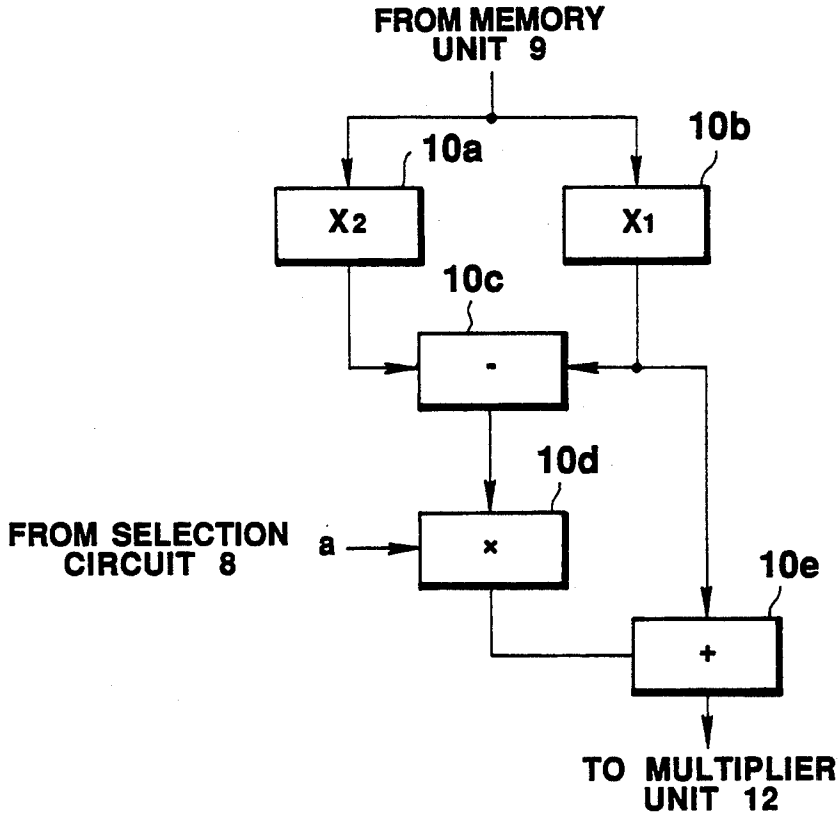 FROM MEMORY
UNIT 9
10a
10b
X2
X1
10c
-
10d
FROM SELECTION
CIRCUIT 8
a
×
10e
+
TO MULTIPLIER
UNIT 12